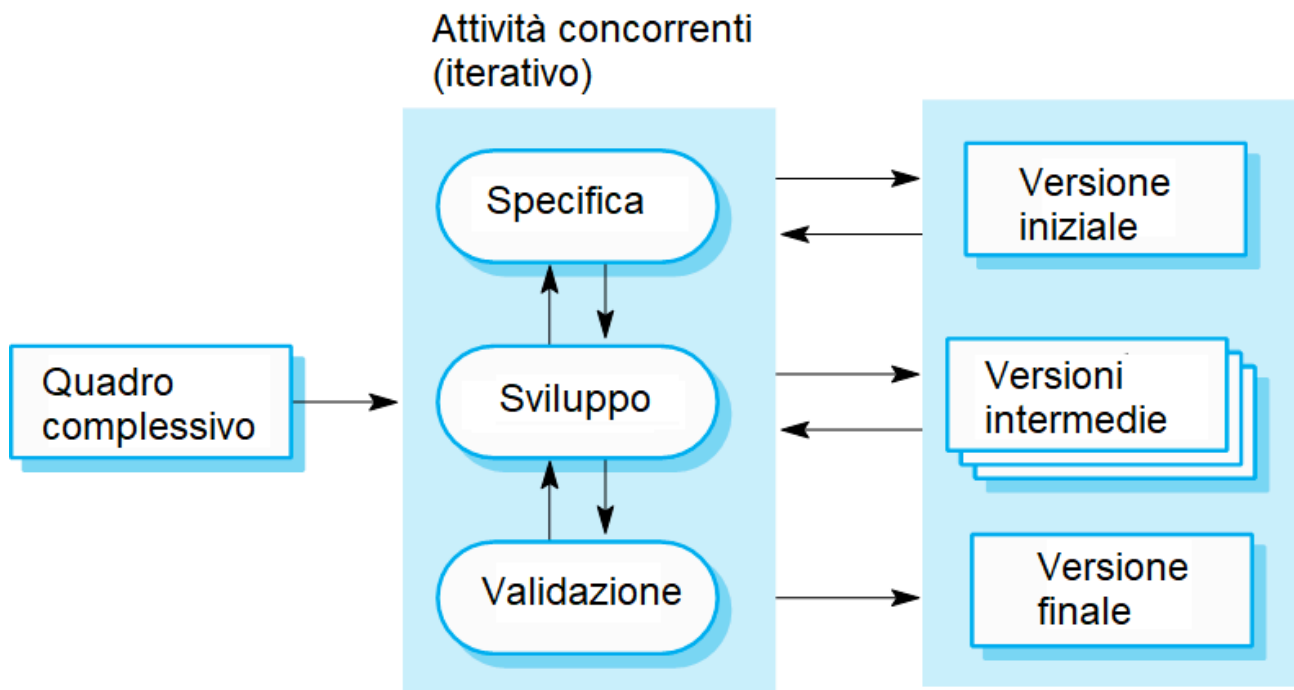 Attività concorrenti
(iterativo)
Specifica
Versione
iniziale
Quadro
complessivo
Sviluppo
Versioni
intermedie
Validazione
Versione
finale